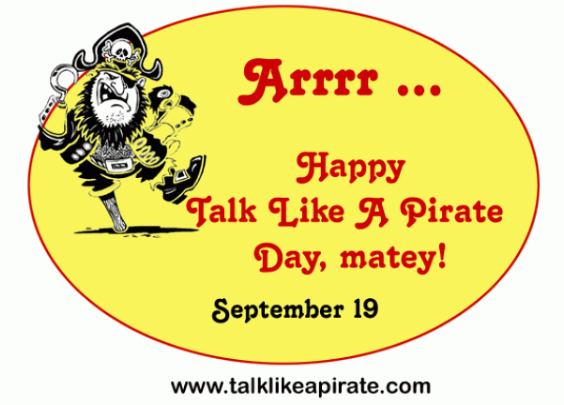 Arrrr ...
Happy
Talk Like A Pirate
Day, matey!
September 19
www.talklikeapirate.com